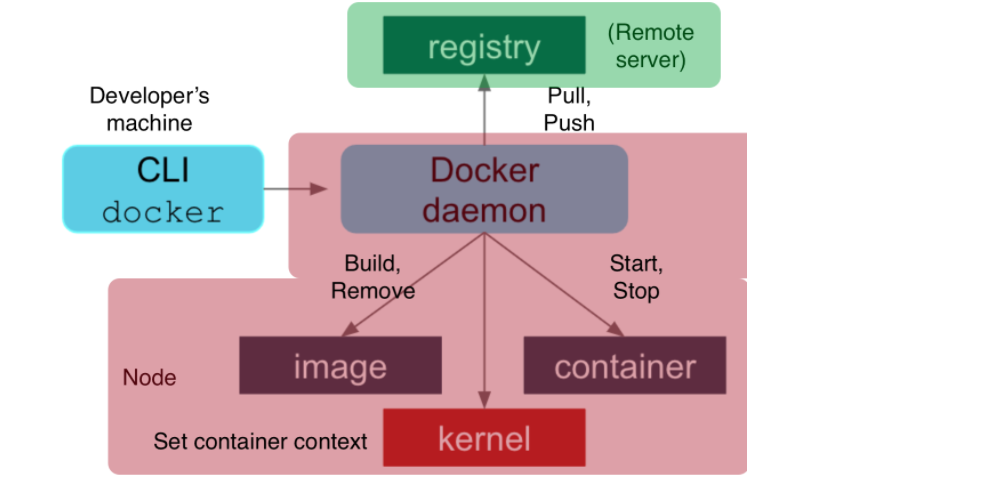 registry
(Remote
server)
Developer's
machine
Pull,
Push
CLI
docker
Docker
daemon
Build,
Remove
Start,
Stop
image
container
Node
Set container context
kernel